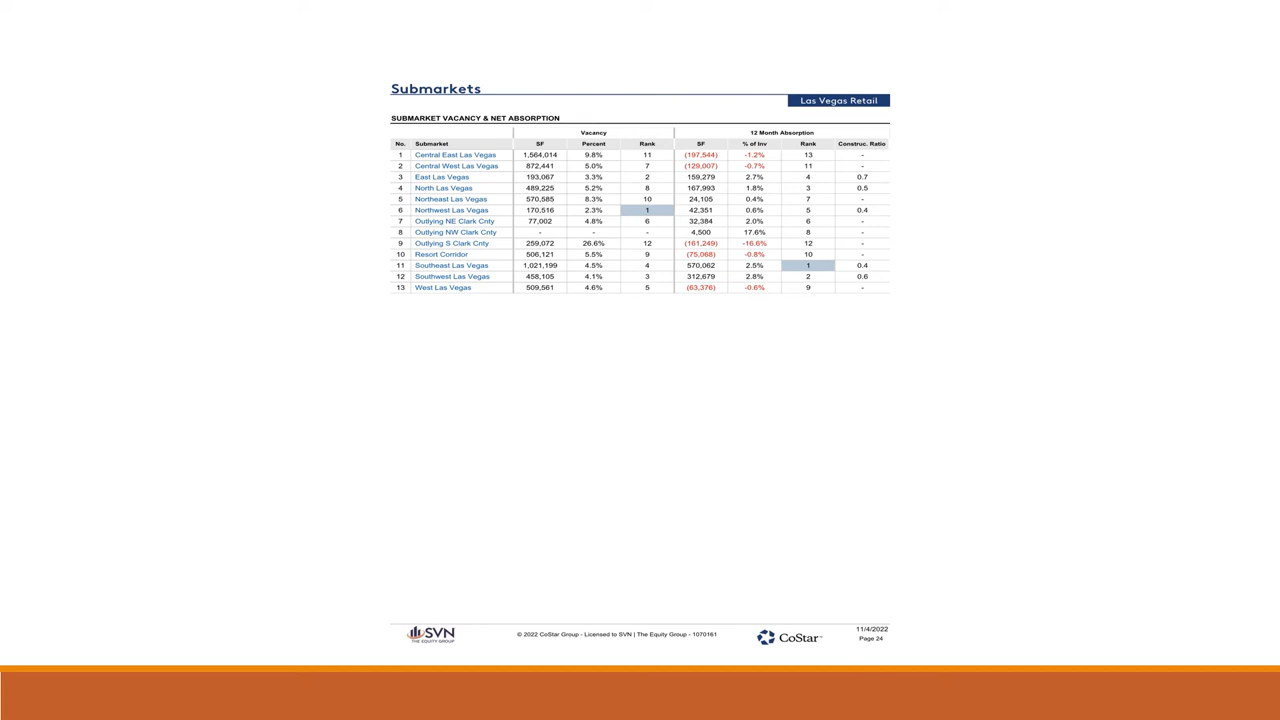 Submarkets
Las Vegas Retail
SUBMARKET VACANCY & NET ABSORPTION
Vacancy 12 Month Absorption
No. Submarket SF Percent Rank SF % of Inv Rank Construc. Ratio
1 Central East Las Vegas 1,564,014 9.8% 11 (197,544) -1.2% 13 -
2 Central West Las Vegas 872,441 5.0% 7 (129,007) -0.7% 11 -
3 East Las Vegas 193,067 3.3% 2 159,279 2.7% 4 0.7
4 North Las Vegas 489,225 5.2% 8 167,993 1.8% 3 0.5
5 Northeast Las Vegas 570,585 8.3% 10 24,105 0.4% 7 -
6 Northwest Las Vegas 170,516 2.3% 1 42,351 0.6% 5 0.4
7 Outlying NE Clark Cnty 77,002 4.8% 6 32,384 2.0% 6 -
8 Outlying NW Clark Cnty - - - 4,500 17.6% 8 -
9 Outlying S Clark Cnty 259,072 26.6% 12 (161,249) -16.6% 12 -
10 Resort Corridor 506,121 5.5% 9 (75,068) -0.8% 10 -
11 Southeast Las Vegas 1,021,199 4.5% 4 570,062 2.5% 1 0.4
12 Southwest Las Vegas 458,105 4.1% 3 312,679 2.8% 2 0.6
13 West Las Vegas 509,561 4.6% 5 (63,376) -0.6% 9 -
SVN
THE EQUITY GROUP
© 2022 CoStar Group - Licensed to SVN | The Equity Group - 1070161
CoStar™
11/4/2022
Page 24